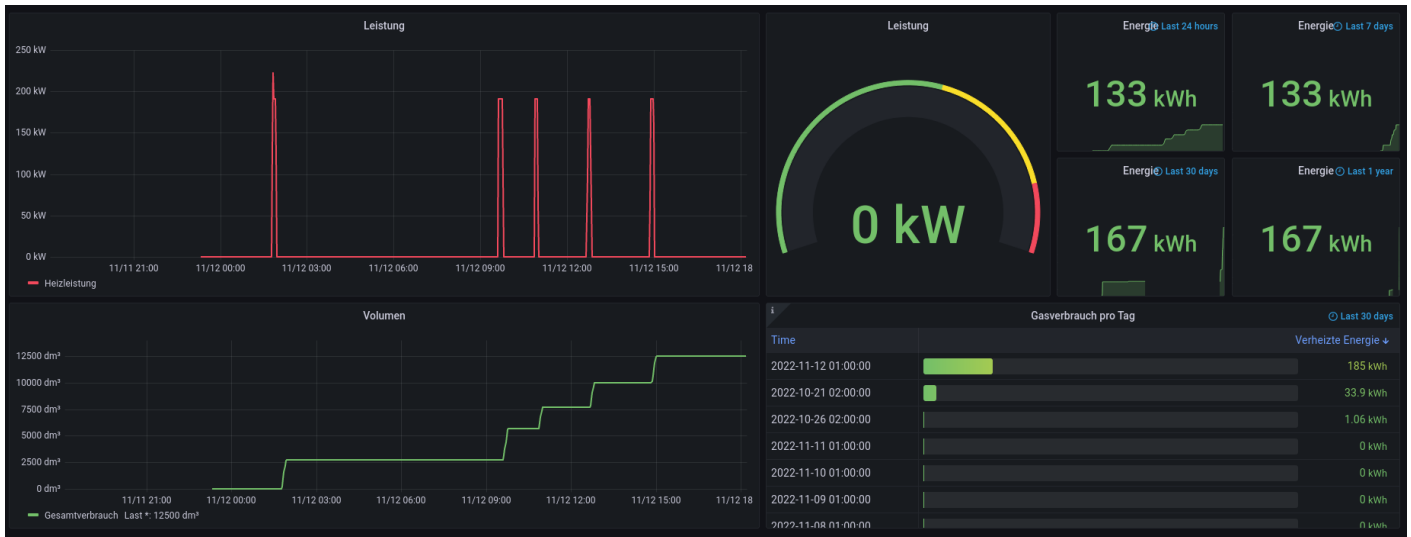 Leistung
250 kW
200 kW
150 kW
100 kW
50 kW
0 kW
11/11 21:00 11/12 00:00 11/12 03:00 11/12 06:00 11/12 09:00 11/12 12:00 11/12 15:00 11/12 18
Heizleistung
Leistung
0 kW
Energie Last 24 hours
133 kWh
Energie Last 7 days
133 kWh
Energie Last 30 days
167 kWh
Energie Last 1 year
167 kWh
Volumen
12500 dm³
10000 dm³
7500 dm³
5000 dm³
2500 dm³
0 dm³
11/11 21:00 11/12 00:00 11/12 03:00 11/12 06:00 11/12 09:00 11/12 12:00 11/12 15:00 11/12 18
Gesamtverbrauch Last *: 12500 dm³
i
Gasverbrauch pro Tag Last 30 days
Time Verheizte Energie
2022-11-12 01:00:00 185 kWh
2022-10-21 02:00:00 33.9 kWh
2022-10-26 02:00:00 1.06 kWh
2022-11-11 01:00:00 0 kWh
2022-11-10 01:00:00 0 kWh
2022-11-09 01:00:00 0 kWh
2022-11-08 01:00:00 0 kWh